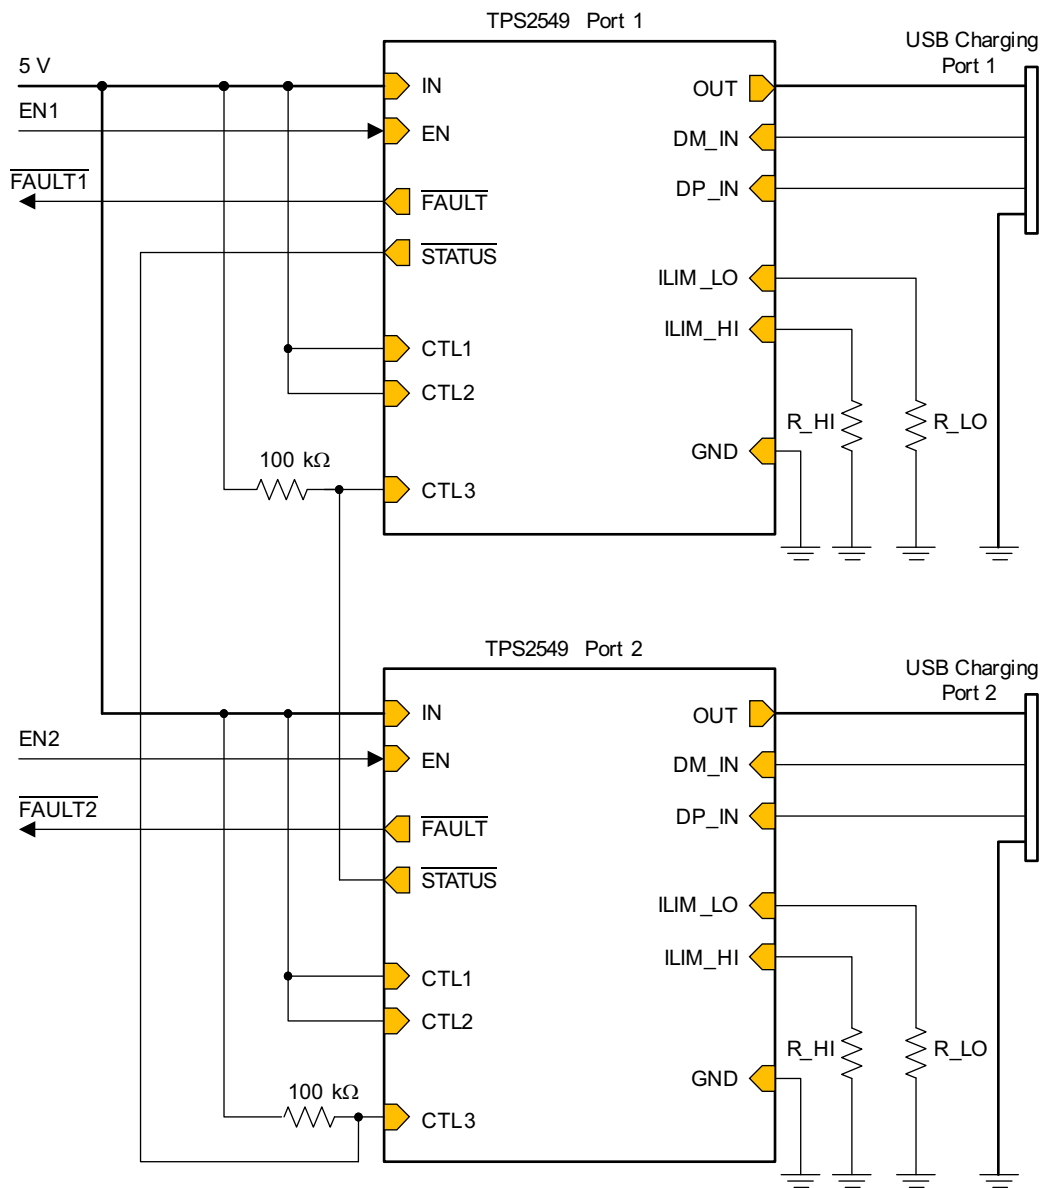 TPS2549 Port 1
USB Charging
Port 1
5 V
IN
OUT
EN1
EN
DM_IN
FAULT1
FAULT
DP_IN
STATUS
ILIM_LO
ILIM_HI
CTL1
CTL2
R_HI
R_LO
GND
100 kΩ
CTL3
TPS2549 Port 2
USB Charging
Port 2
IN
OUT
EN2
EN
DM_IN
FAULT2
FAULT
DP_IN
STATUS
ILIM_LO
ILIM_HI
CTL1
CTL2
R_HI
R_LO
GND
100 kΩ
CTL3